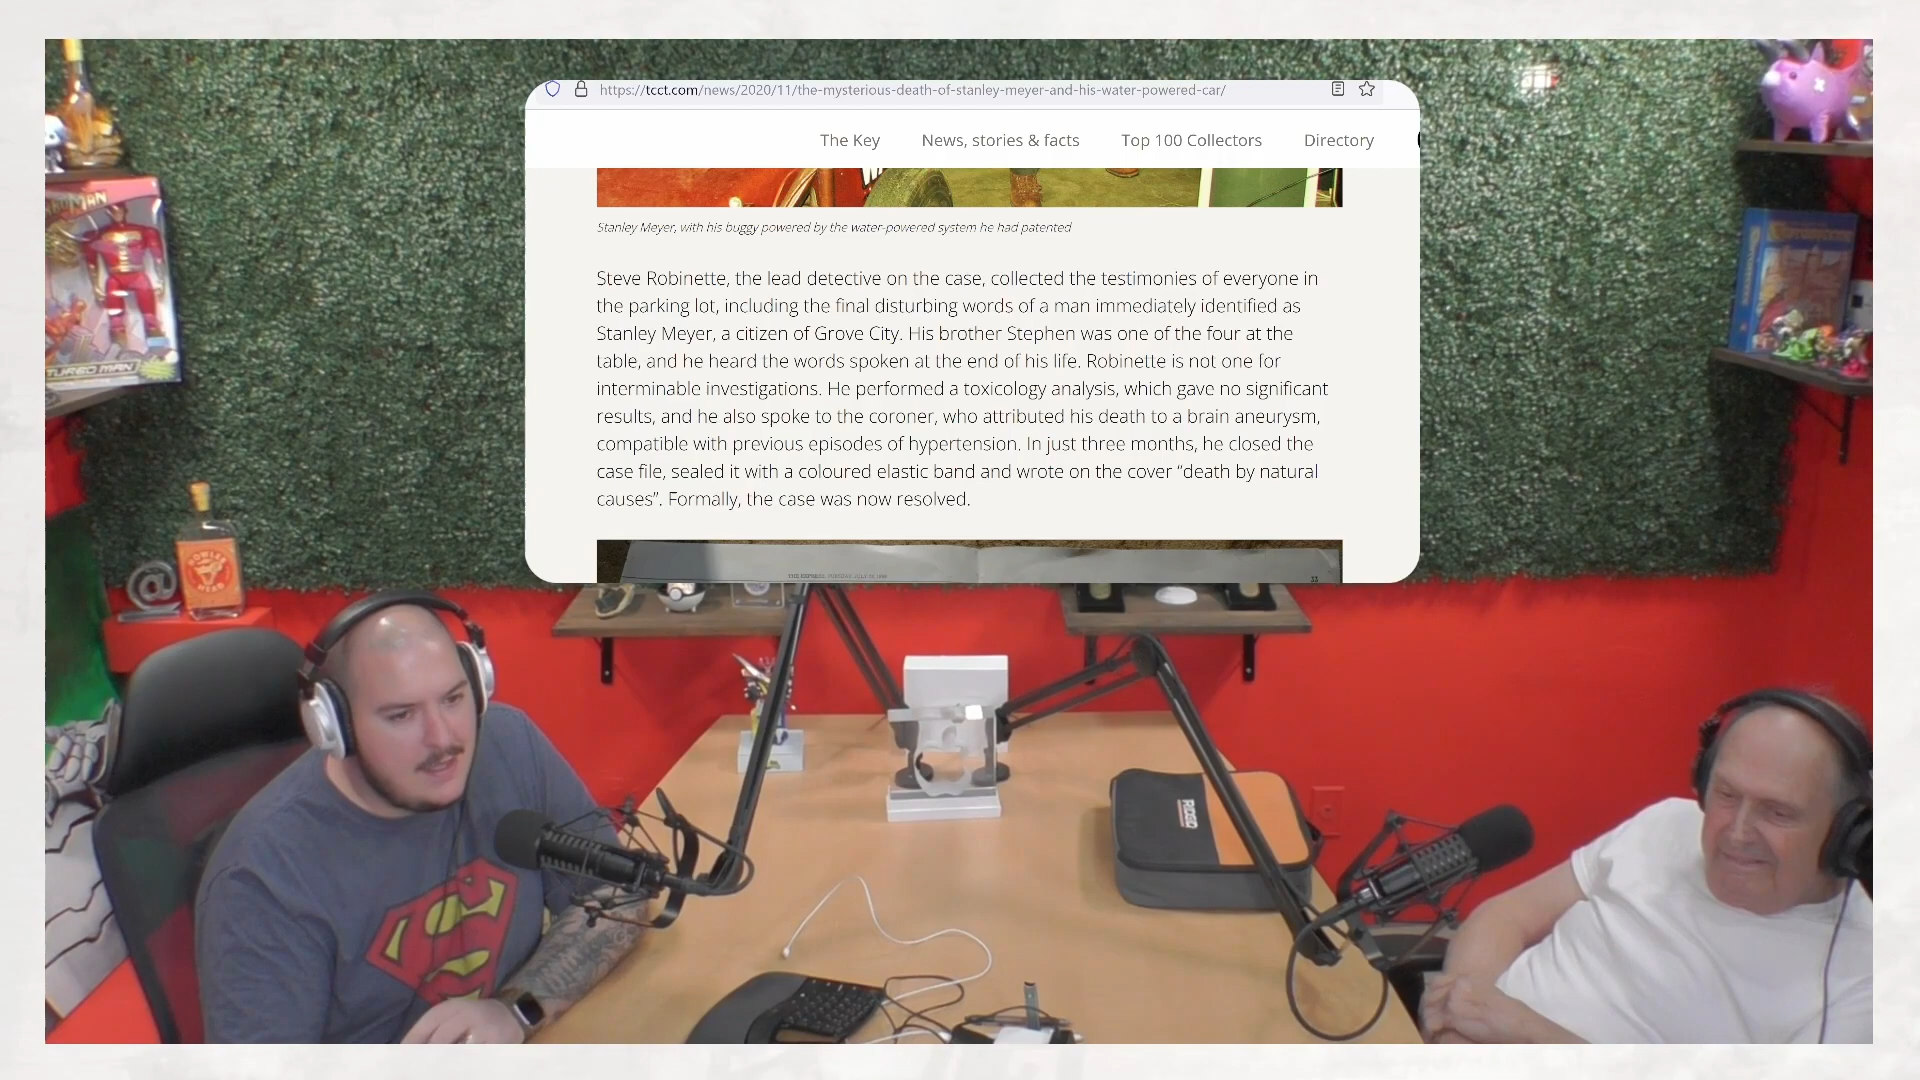 https://tcct.com/news/2020/11/the-mysterious-death-of-stanley-meyer-and-his-water-powered-car/
The Key
News, stories & facts
Top 100 Collectors
Directory
Stanley Meyer, with his buggy powered by the water-powered system he had patented
Steve Robinette, the lead detective on the case, collected the testimonies of everyone in
the parking lot, including the final disturbing words of a man immediately identified as
Stanley Meyer, a citizen of Grove City. His brother Stephen was one of the four at the
table, and he heard the words spoken at the end of his life. Robinette is not one for
interminable investigations. He performed a toxicology analysis, which gave no significant
results, and he also spoke to the coroner, who attributed his death to a brain aneurysm,
compatible with previous episodes of hypertension. In just three months, he closed the
case file, sealed it with a coloured elastic band and wrote on the cover “death by natural
causes”. Formally, the case was now resolved.
33
TURBO MAN
RIDGID